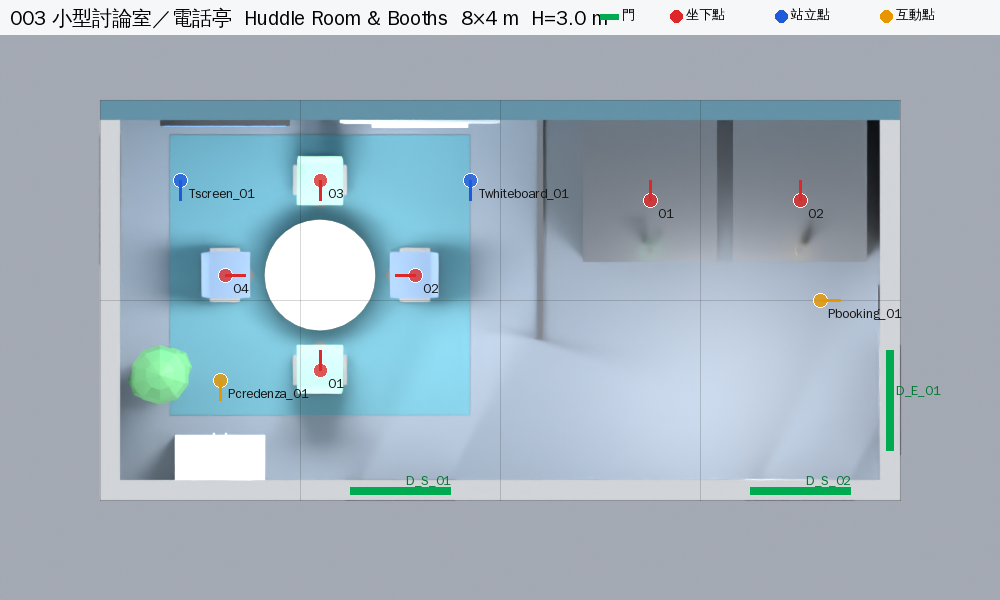 003 小型討論室／電話亭 Huddle Room & Booths 8×4 m H=3.0 m
門
坐下點
站立點
互動點
Tscreen_01
03
Twhiteboard_01
01
02
04
02
Pbooking_01
01
Pcredenza_01
D_E_01
D_S_01
D_S_02